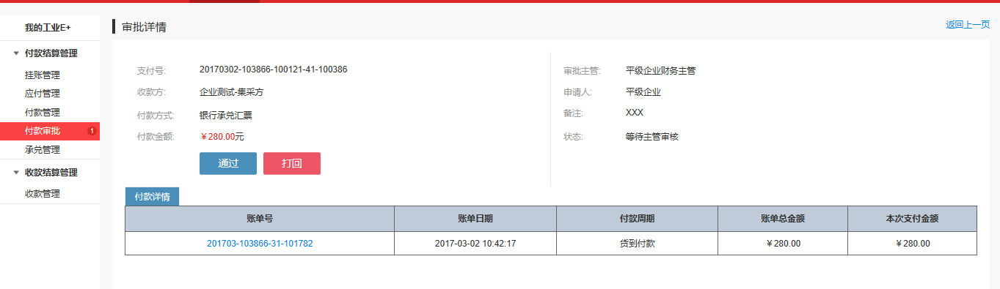 我的工业E+
付款结算管理
挂账管理
应付管理
付款管理
付款审批 1
承兑管理
收款结算管理
收款管理
审批详情
返回上一页
支付号: 20170302-103866-100121-41-100386
收款方: 企业测试-集采方
付款方式: 银行承兑汇票
付款金额: ￥280.00元
通过 打回
审批主管: 平级企业财务主管
申请人: 平级企业
备注: XXX
状态: 等待主管审核
付款详情
账单号 账单日期 付款周期 账单总金额 本次支付金额
201703-103866-31-101782 2017-03-02 10:42:17 货到付款 ￥280.00 ￥280.00